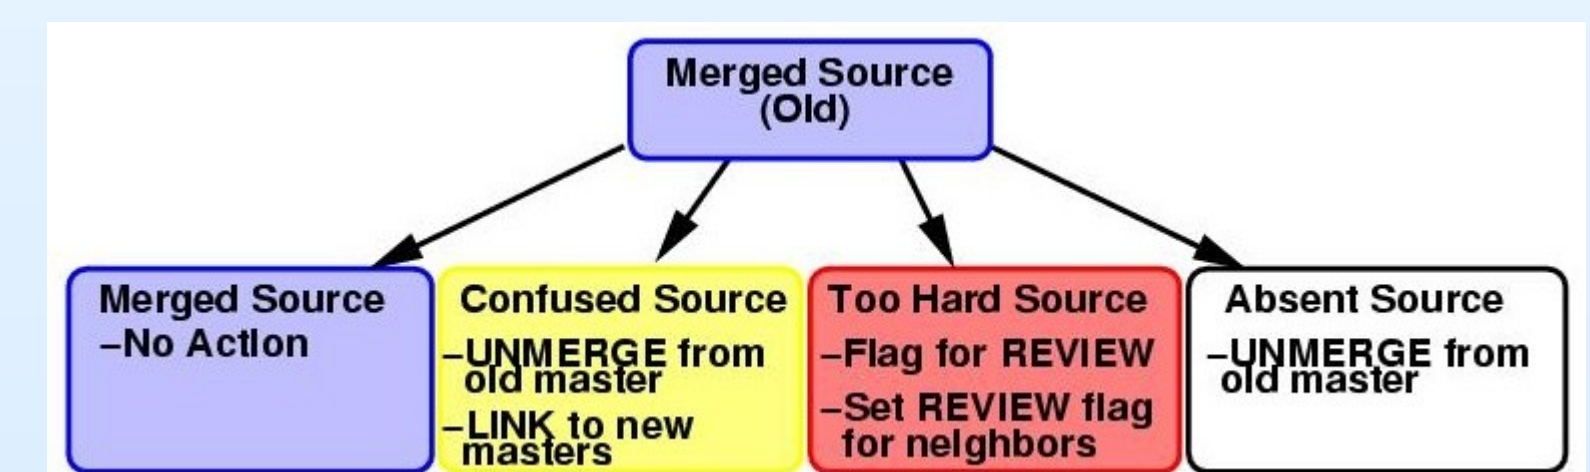 Merged Source
(Old)
Merged Source
–No Action
Confused Source
–UNMERGE from
old master
–LINK to new
masters
Too Hard Source
–Flag for REVIEW
–Set REVIEW flag
for neighbors
Absent Source
–UNMERGE from
old master